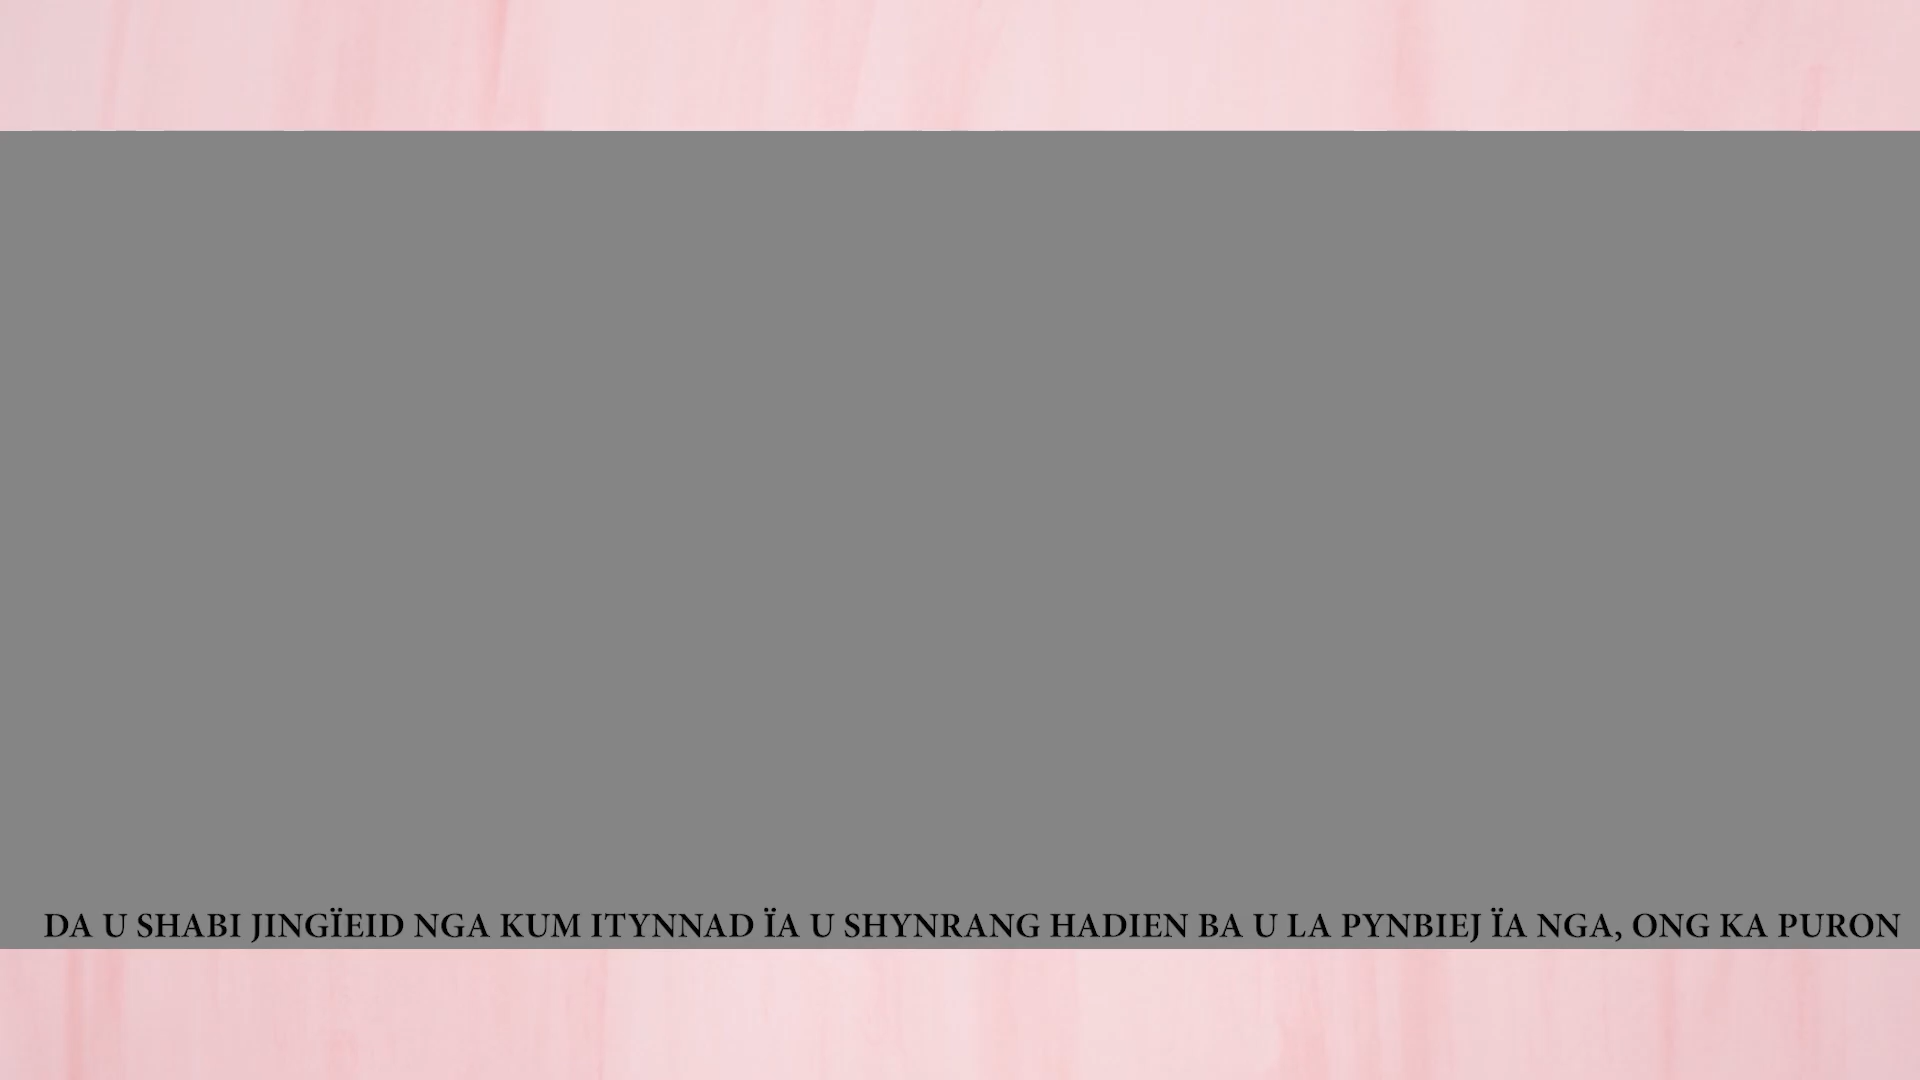 DA U SHABI JINGÏEID NGA KUM ITYNNAD ÏA U SHYNRANG HADIEN BA U LA PYNBIEJ ÏA NGA, ONG KA PURON